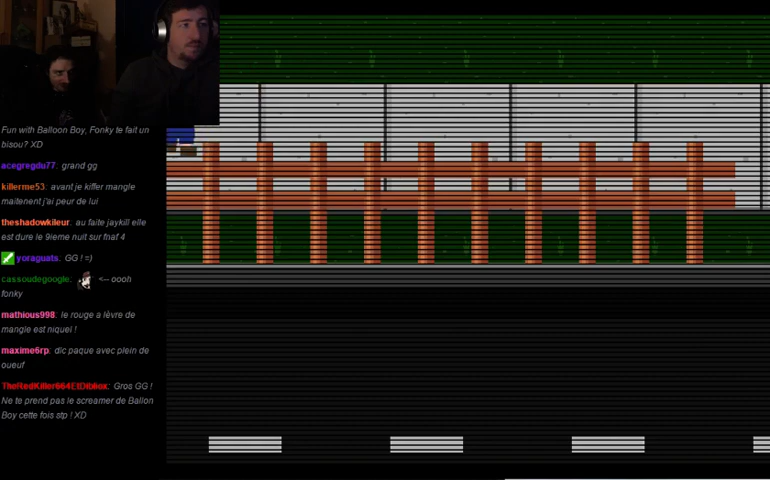 Fun with Balloon Boy, Fonky te fait un
bisou? XD
acegregdu77: grand gg
killerme53: avant je kiffer mangle
maitenent j'ai peur de lui
theshadowkileur: au faite jaykill elle
est dure le 9ieme nuit sur fnaf 4
yoraguats: GG ! =)
cassoudegoogle: <-- oooh
fonky
mathious998: le rouge a lèvre de
mangle est niquel !
maxime6rp: dlc paque avec plein de
oueuf
TheRedKiller664EtDibliox: Gros GG !
Ne te prend pas le screamer de Ballon
Boy cette fois stp ! XD